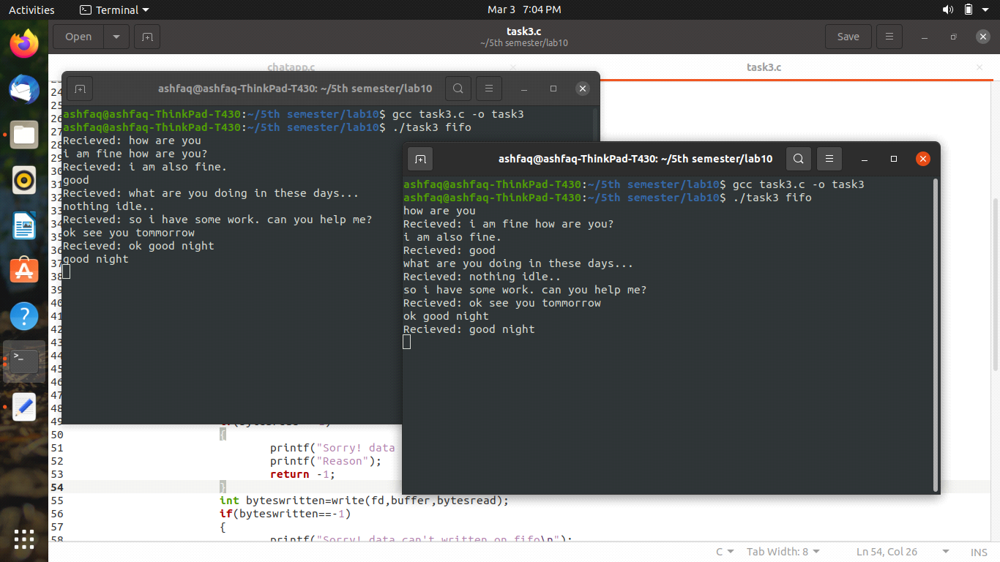 Activities
Terminal
Mar 3 7:04 PM
Open
task3.c
~/5th semester/lab10
Save
chatapp.c
task3.c
ashfaq@ashfaq-ThinkPad-T430: ~/5th semester/lab10
ashfaq@ashfaq-ThinkPad-T430:~/5th semester/lab10$ gcc task3.c -o task3
ashfaq@ashfaq-ThinkPad-T430:~/5th semester/lab10$ ./task3 fifo
Recieved: how are you
i am fine how are you?
Recieved: i am also fine.
good
Recieved: what are you doing in these days...
nothing idle..
Recieved: so i have some work. can you help me?
ok see you tommorrow
Recieved: ok good night
good night
ashfaq@ashfaq-ThinkPad-T430: ~/5th semester/lab10
ashfaq@ashfaq-ThinkPad-T430:~/5th semester/lab10$ gcc task3.c -o task3
ashfaq@ashfaq-ThinkPad-T430:~/5th semester/lab10$ ./task3 fifo
how are you
Recieved: i am fine how are you?
i am also fine.
Recieved: good
what are you doing in these days...
Recieved: nothing idle..
so i have some work. can you help me?
Recieved: ok see you tommorrow
ok good night
Recieved: good night
24
25
26
27
28
29
30
31
32
33
34
35
36
37
38
39
40
41
42
43
44
45
46
47
48
49
50 {
51 printf("Sorry! data
52 printf("Reason");
53 return -1;
54 }
55 int byteswritten=write(fd,buffer,bytesread);
56 if(byteswritten==-1)
57 {
58 printf("Sorry! data can't written on fifo\n");
C
Tab Width: 8
Ln 54, Col 26
INS